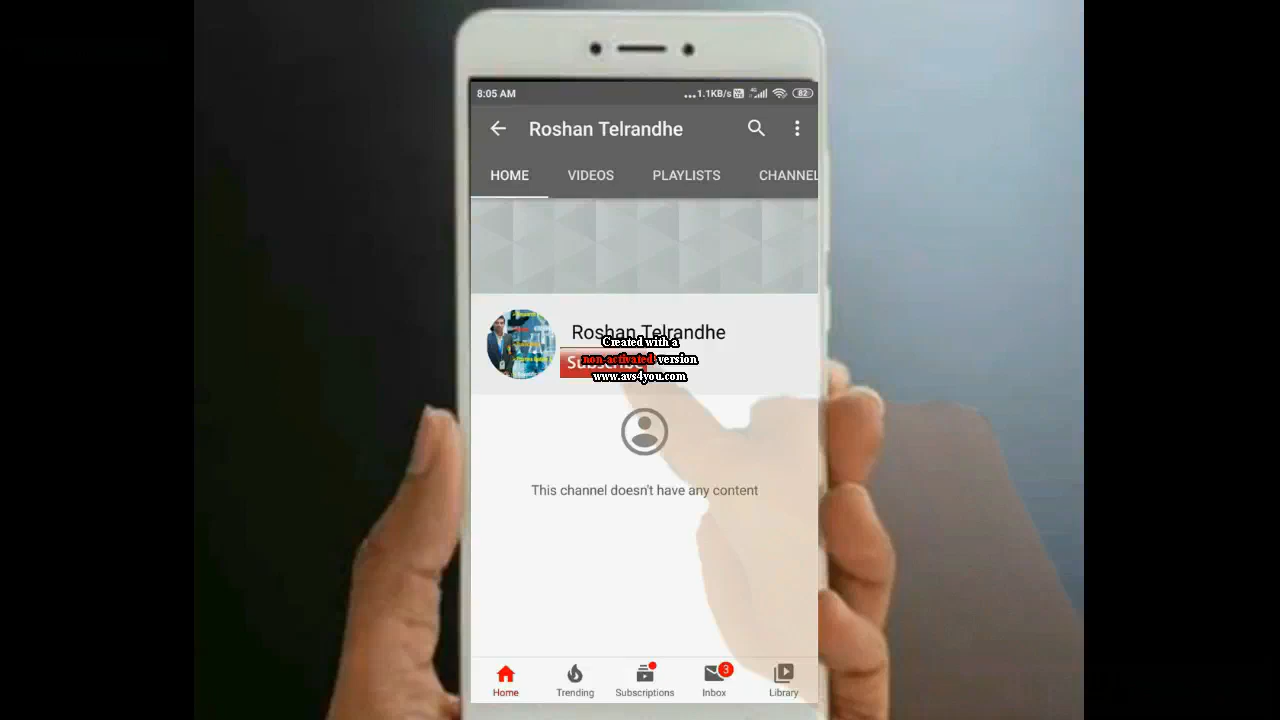 8:05 AM ...1.1KB/s 4G 82
Roshan Telrandhe
HOME VIDEOS PLAYLISTS CHANNEL
Roshan Telrandhe
Subscribe
Created with a
non-activated version
www.avs4you.com
This channel doesn't have any content
Home Trending Subscriptions Inbox 3 Library